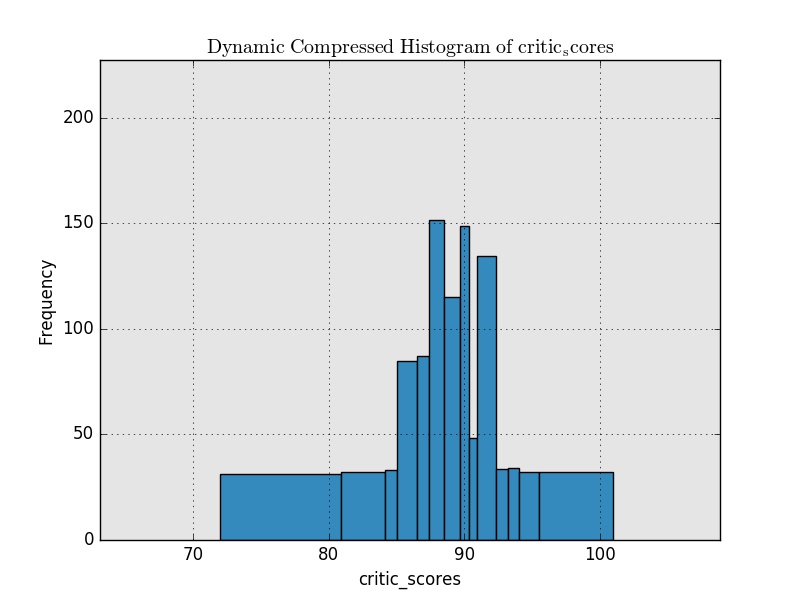 Dynamic Compressed Histogram of critic_scores
200
150
100
50
0
Frequency
70 80 90 100
critic_scores